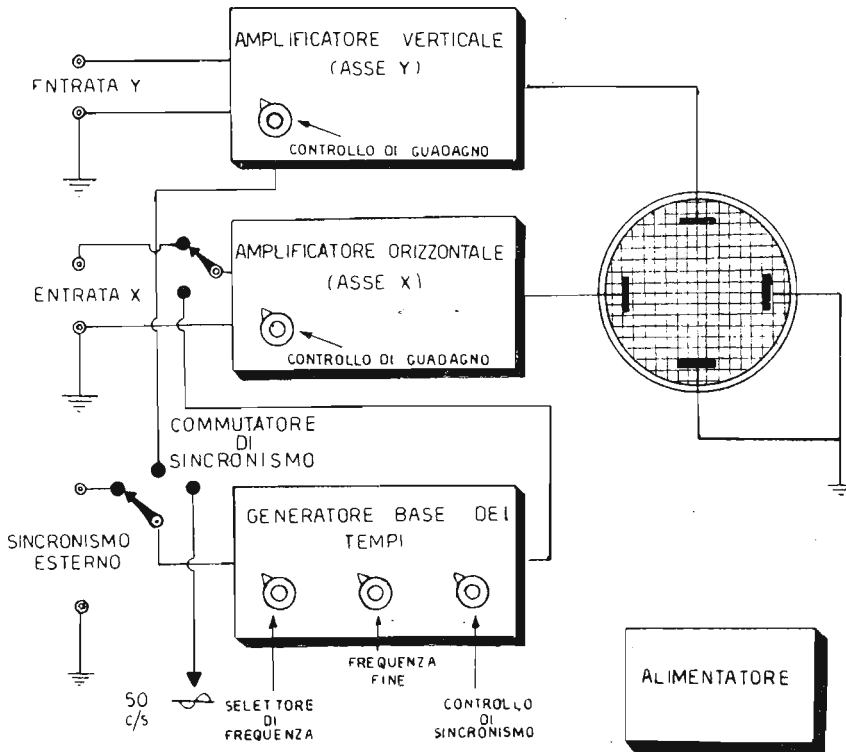 AMPLIFICATORE VERTICALE
(ASSE Y)
ENTRATA Y
CONTROLLO DI GUADAGNO
AMPLIFICATORE ORIZZONTALE
(ASSE X)
ENTRATA X
CONTROLLO DI GUADAGNO
COMMUTATORE
DI
SINCRONISMO
GENERATORE BASE DEI
TEMPI
SINCRONISMO
ESTERNO
FREQUENZA
FINE
ALIMENTATORE
50
c/s
SELETTORE
DI
FREQUENZA
CONTROLLO
DI
SINCRONISMO